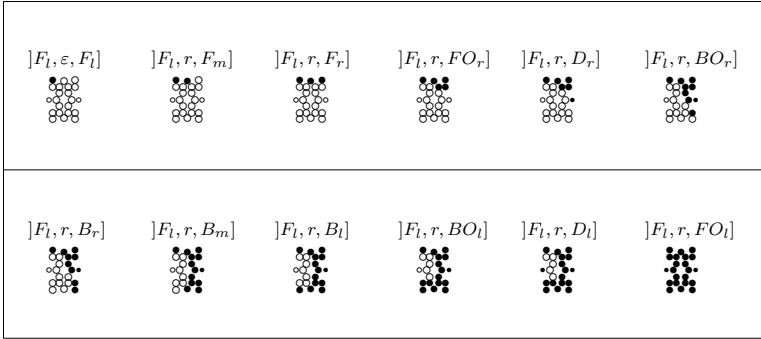 ]F_l, ε, F_l] ]F_l, r, F_m] ]F_l, r, F_r] ]F_l, r, FO_r] ]F_l, r, D_r] ]F_l, r, BO_r]
]F_l, r, B_r] ]F_l, r, B_m] ]F_l, r, B_l] ]F_l, r, BO_l] ]F_l, r, D_l] ]F_l, r, FO_l]